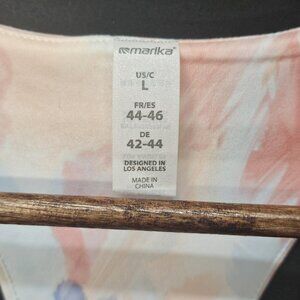 marika
US/C
L
FR/ES
44-46
DE
42-44
DESIGNED IN
LOS ANGELES
MADE IN
CHINA